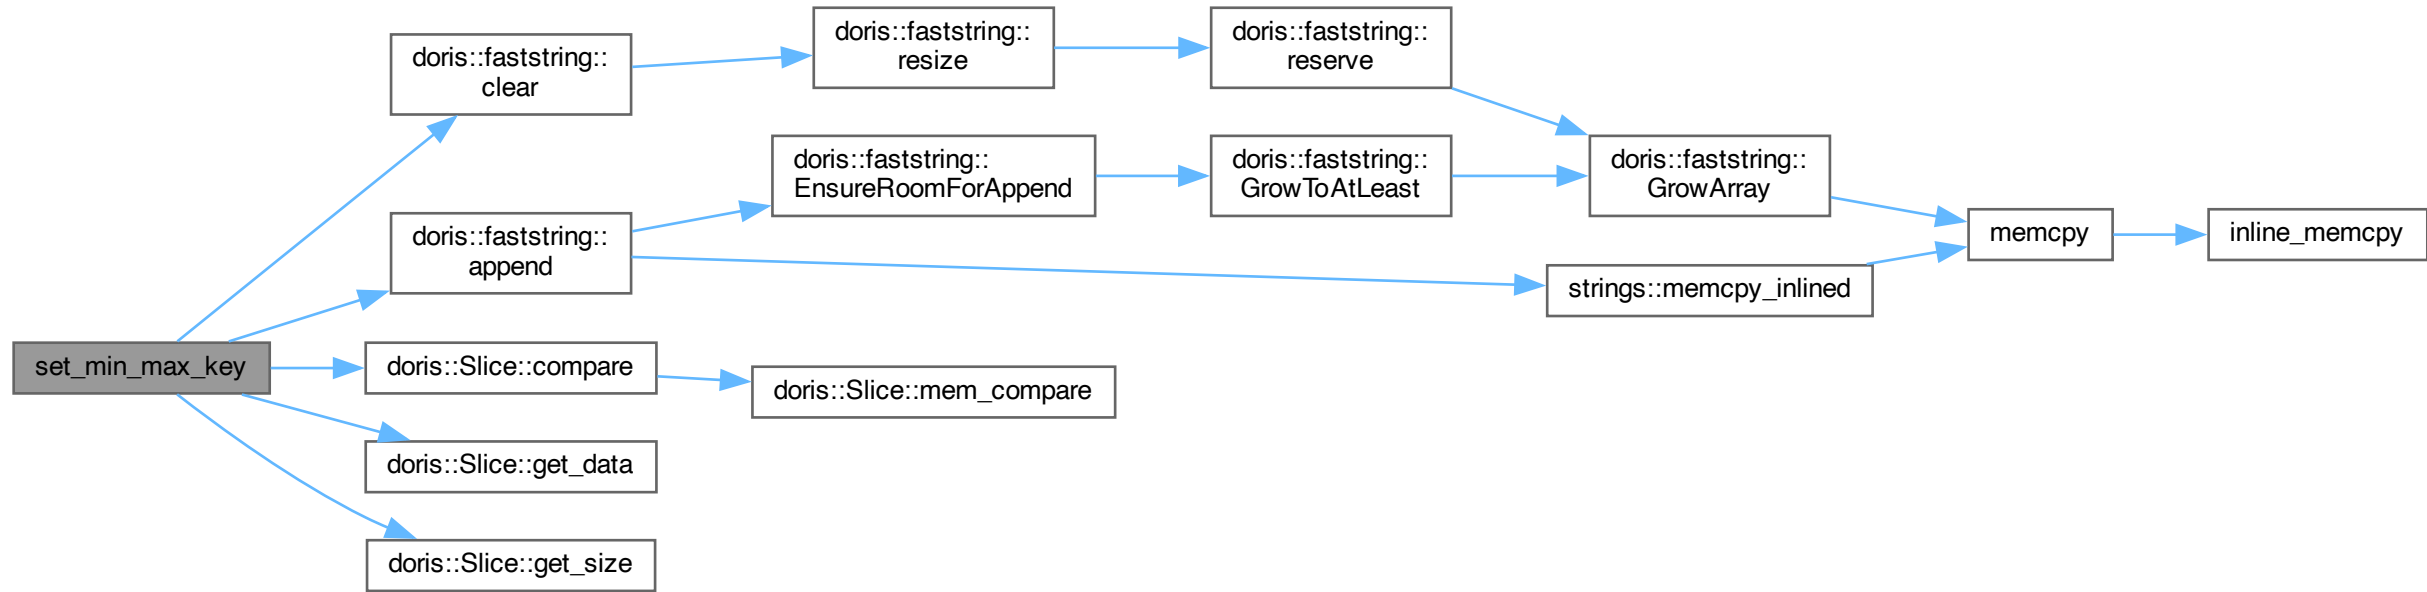 set_min_max_key
doris::faststring::
clear
doris::faststring::
resize
doris::faststring::
reserve
doris::faststring::
GrowArray
memcpy
inline_memcpy
doris::faststring::
append
doris::faststring::
EnsureRoomForAppend
doris::faststring::
GrowToAtLeast
strings::memcpy_inlined
doris::Slice::compare
doris::Slice::mem_compare
doris::Slice::get_data
doris::Slice::get_size